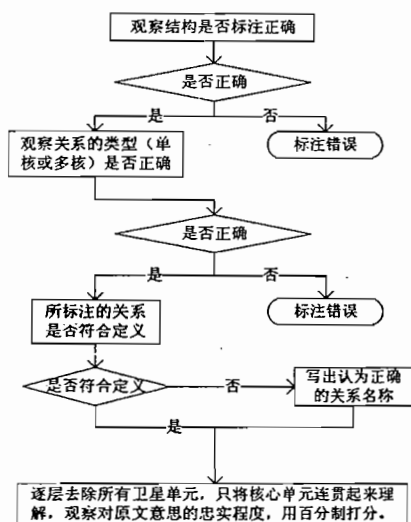 观察结构是否标注正确
是否正确
是
否
观察关系的类型（单
核或多核）是否正确
标注错误
是否正确
是
否
所标注的关系
是否符合定义
标注错误
是否符合定义
否
写出认为正确
的关系名称
是
逐层去除所有卫星单元，只将核心单元连贯起来理
解，观察对原文意思的忠实程度，用百分制打分。